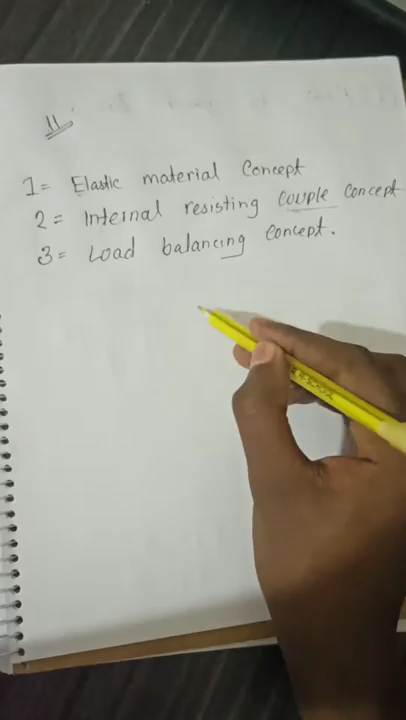 11
1= Elastic material Concept
2= Internal resisting couple Concept
3= Load balancing concept.